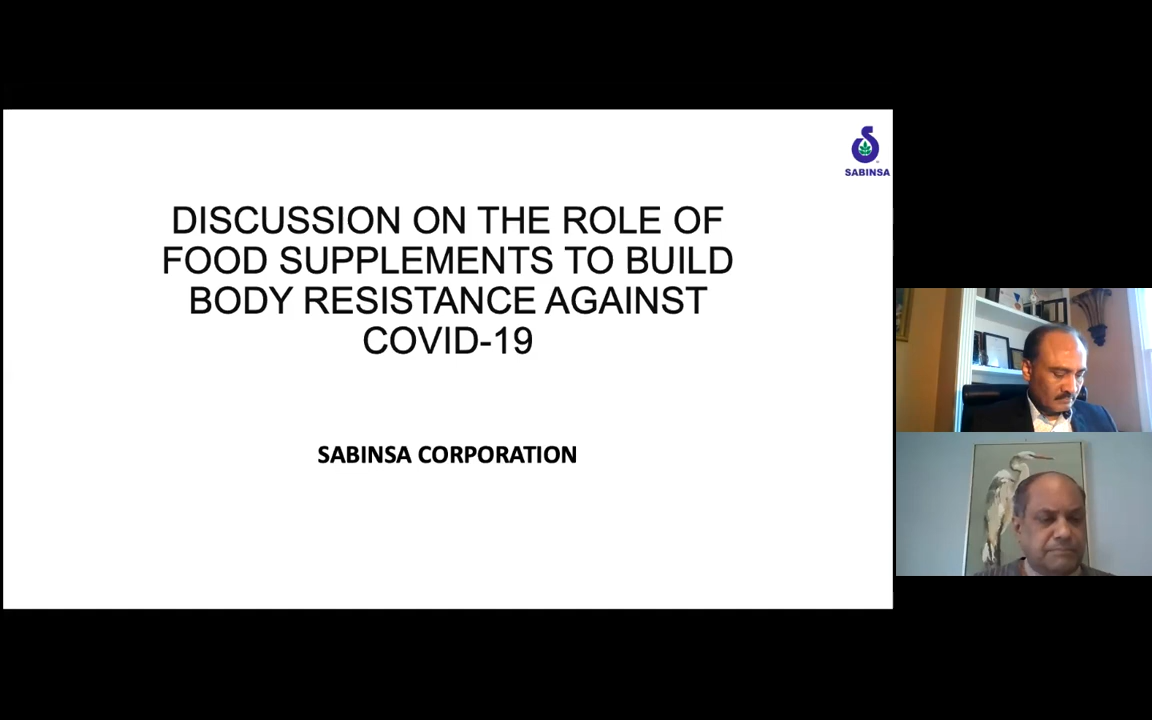 SABINSA
DISCUSSION ON THE ROLE OF
FOOD SUPPLEMENTS TO BUILD
BODY RESISTANCE AGAINST
COVID-19
SABINSA CORPORATION